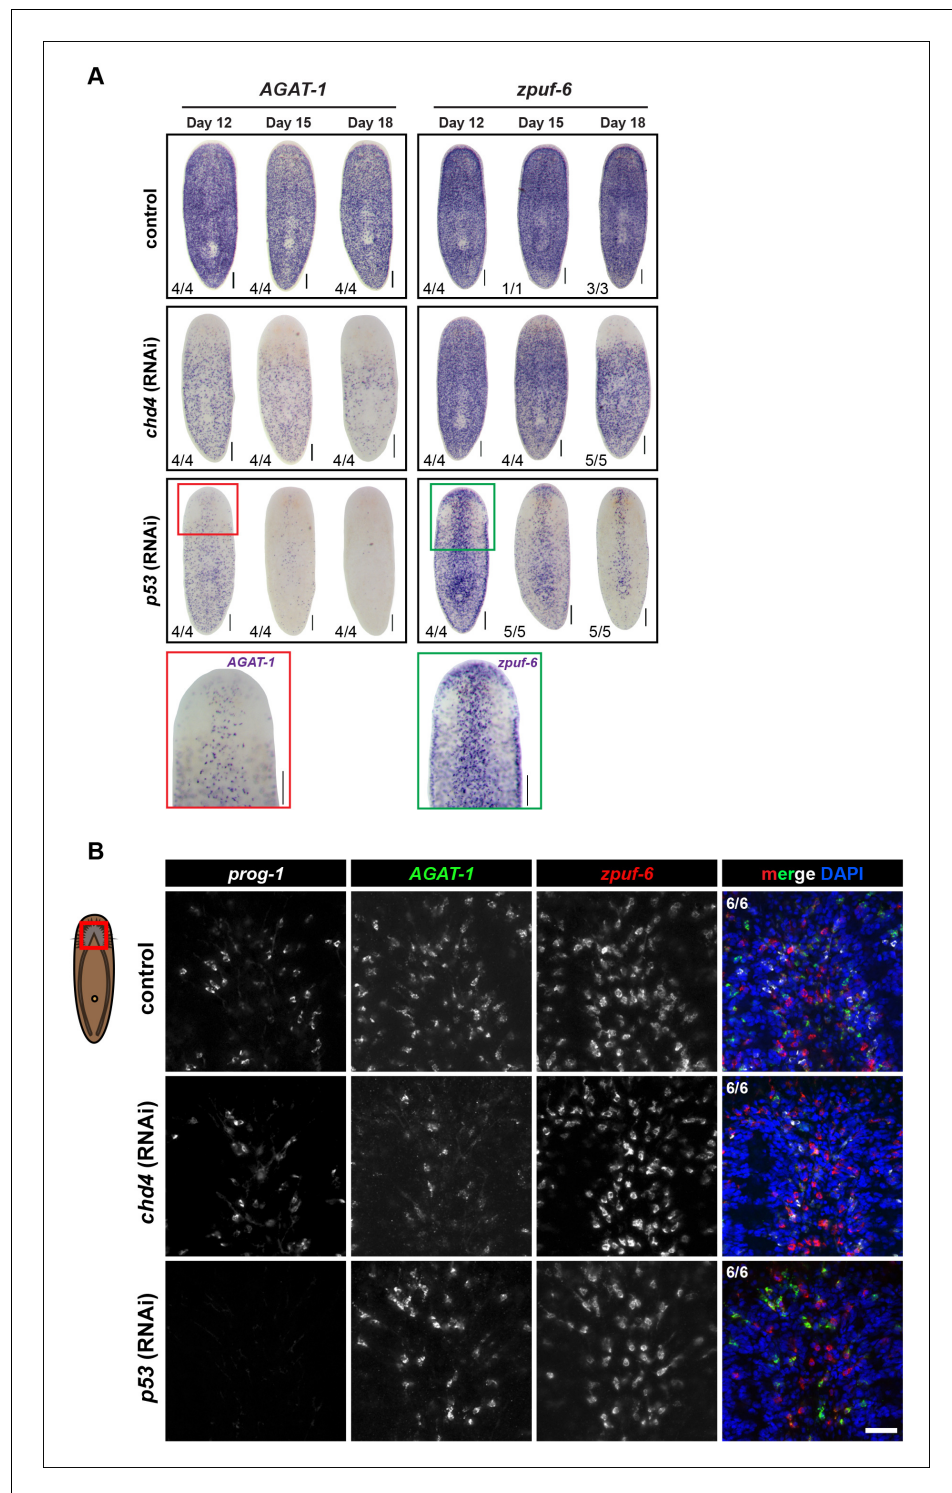 A
AGAT-1 zpuf-6
Day 12 Day 15 Day 18 Day 12 Day 15 Day 18
control
4/4 4/4 4/4 4/4 1/1 3/3
chd4 (RNAi)
4/4 4/4 4/4 4/4 4/4 5/5
p53 (RNAi)
4/4 4/4 4/4 4/4 5/5 5/5
AGAT-1 zpuf-6
B
prog-1 AGAT-1 zpuf-6 merge DAPI
control
6/6
chd4 (RNAi)
6/6
p53 (RNAi)
6/6